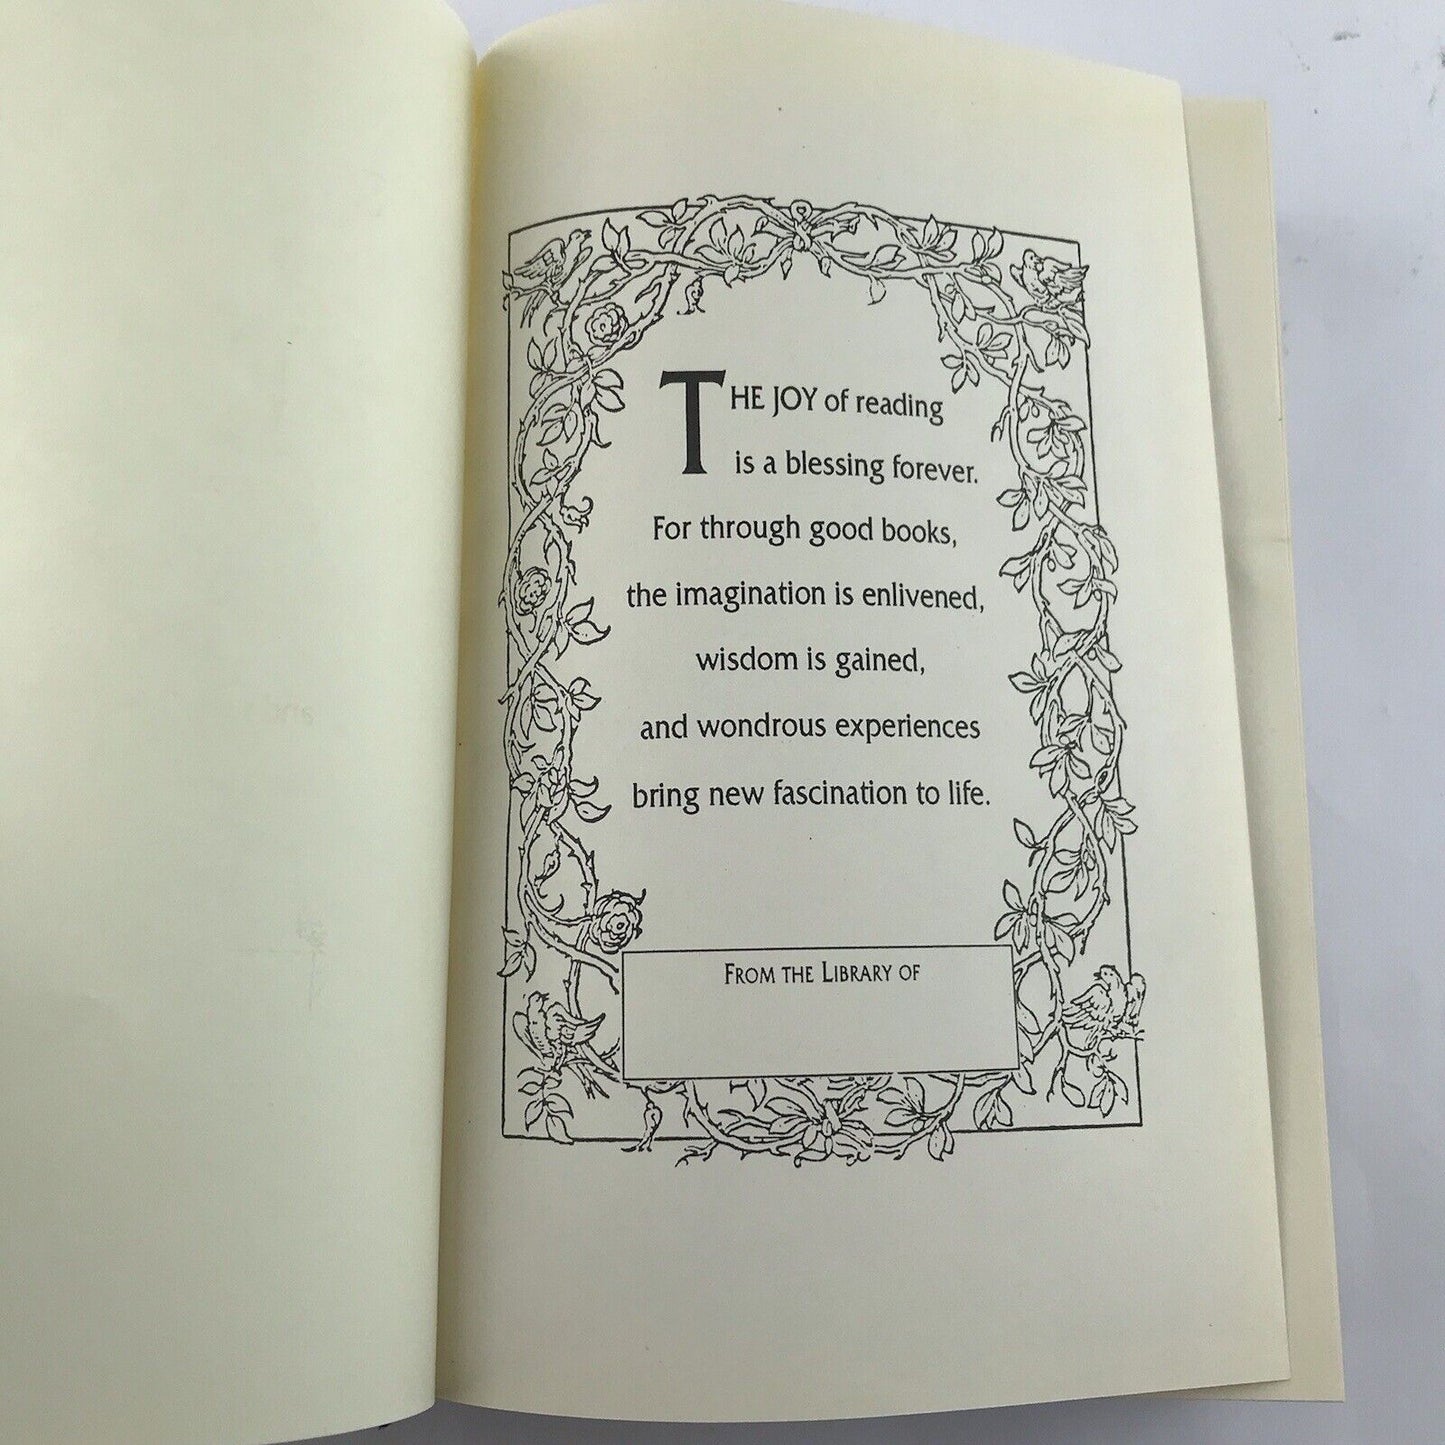 THE JOY of reading
is a blessing forever.
For through good books,
the imagination is enlivened,
wisdom is gained,
and wondrous experiences
bring new fascination to life.
FROM THE LIBRARY OF